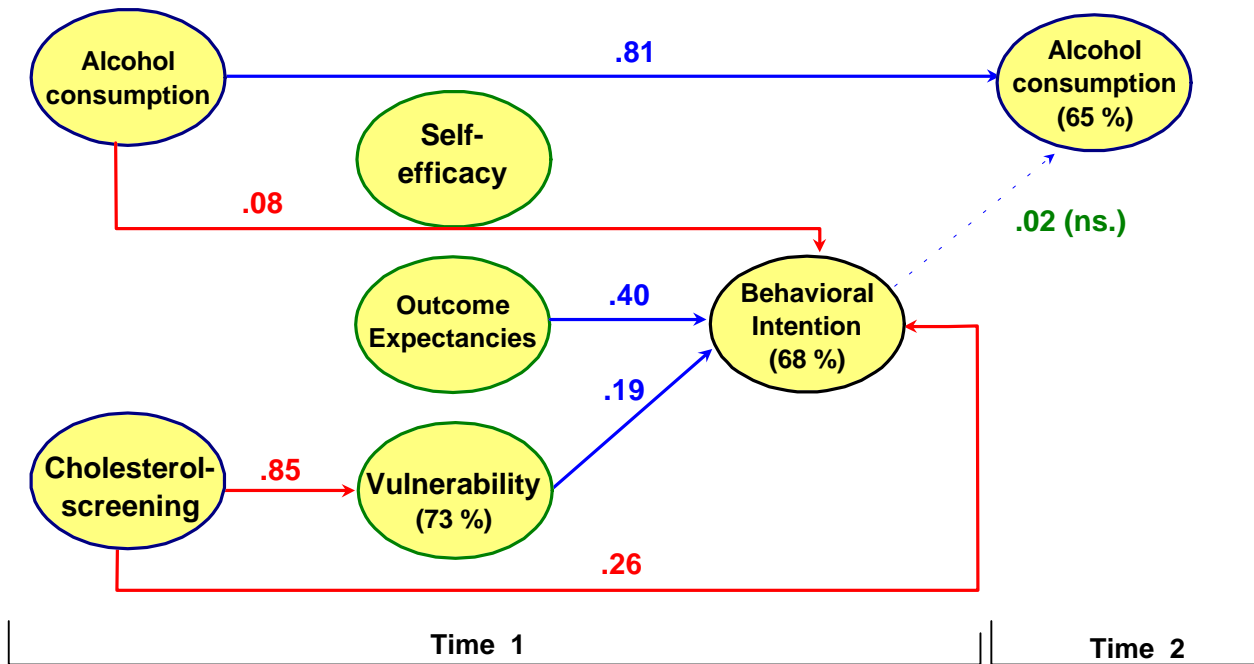 Alcohol
consumption
.81
Alcohol
consumption
(65 %)
Self-
efficacy
.08
.02 (ns.)
Outcome
Expectancies
.40
Behavioral
Intention
(68 %)
.19
Cholesterol-
screening
.85
Vulnerability
(73 %)
.26
Time 1
Time 2